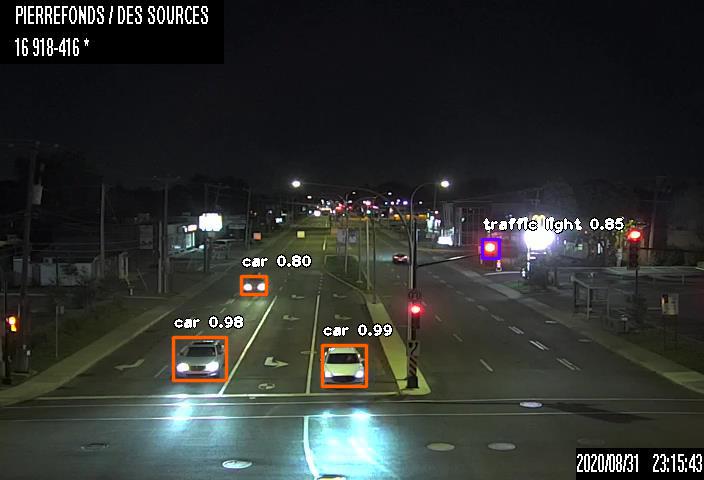 PIERREFONDS / DES SOURCES
16 918-416 *
traffic light 0.85
car 0.80
car 0.98
car 0.99
2020/08/31 23:15:43